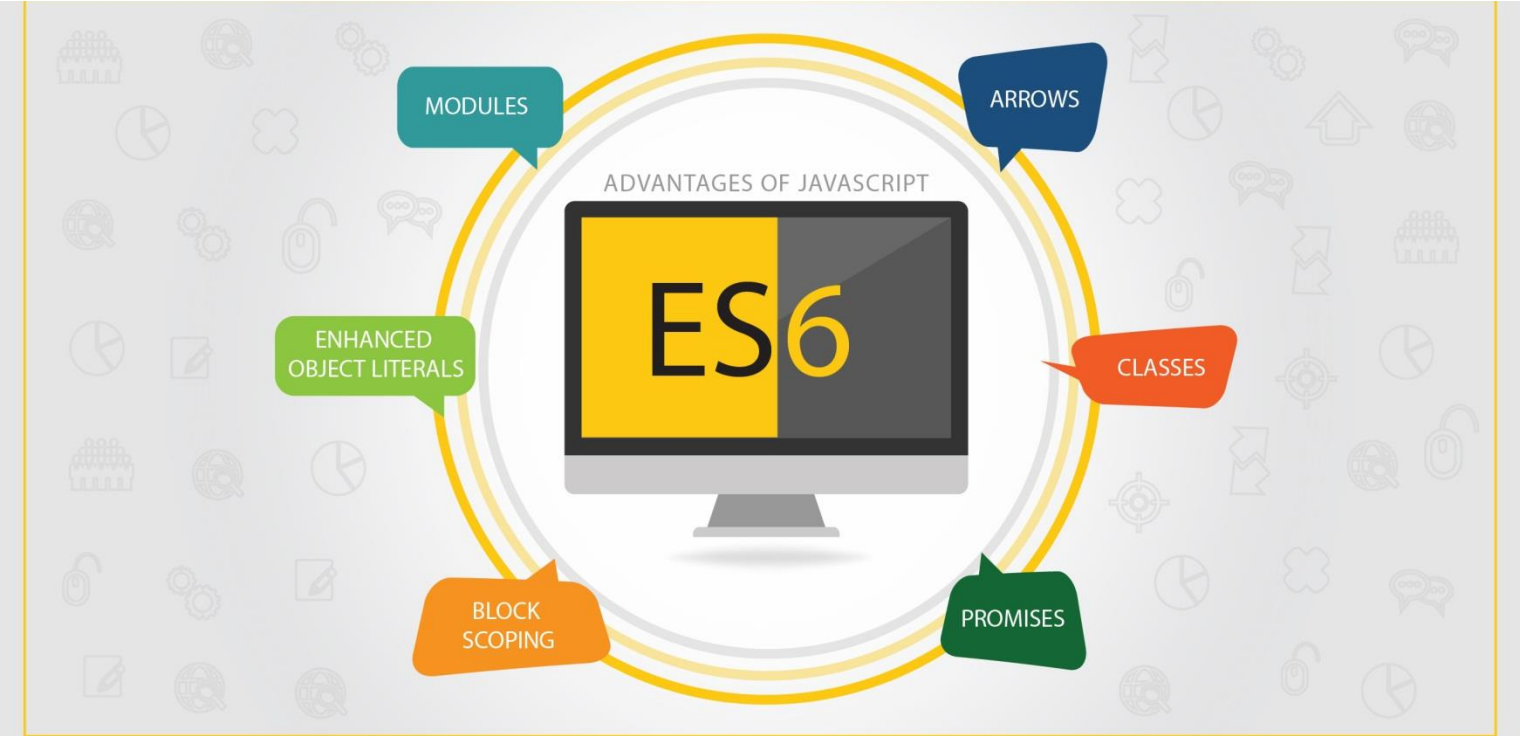 MODULES
ARROWS
ADVANTAGES OF JAVASCRIPT
ES6
ENHANCED
OBJECT LITERALS
CLASSES
BLOCK
SCOPING
PROMISES